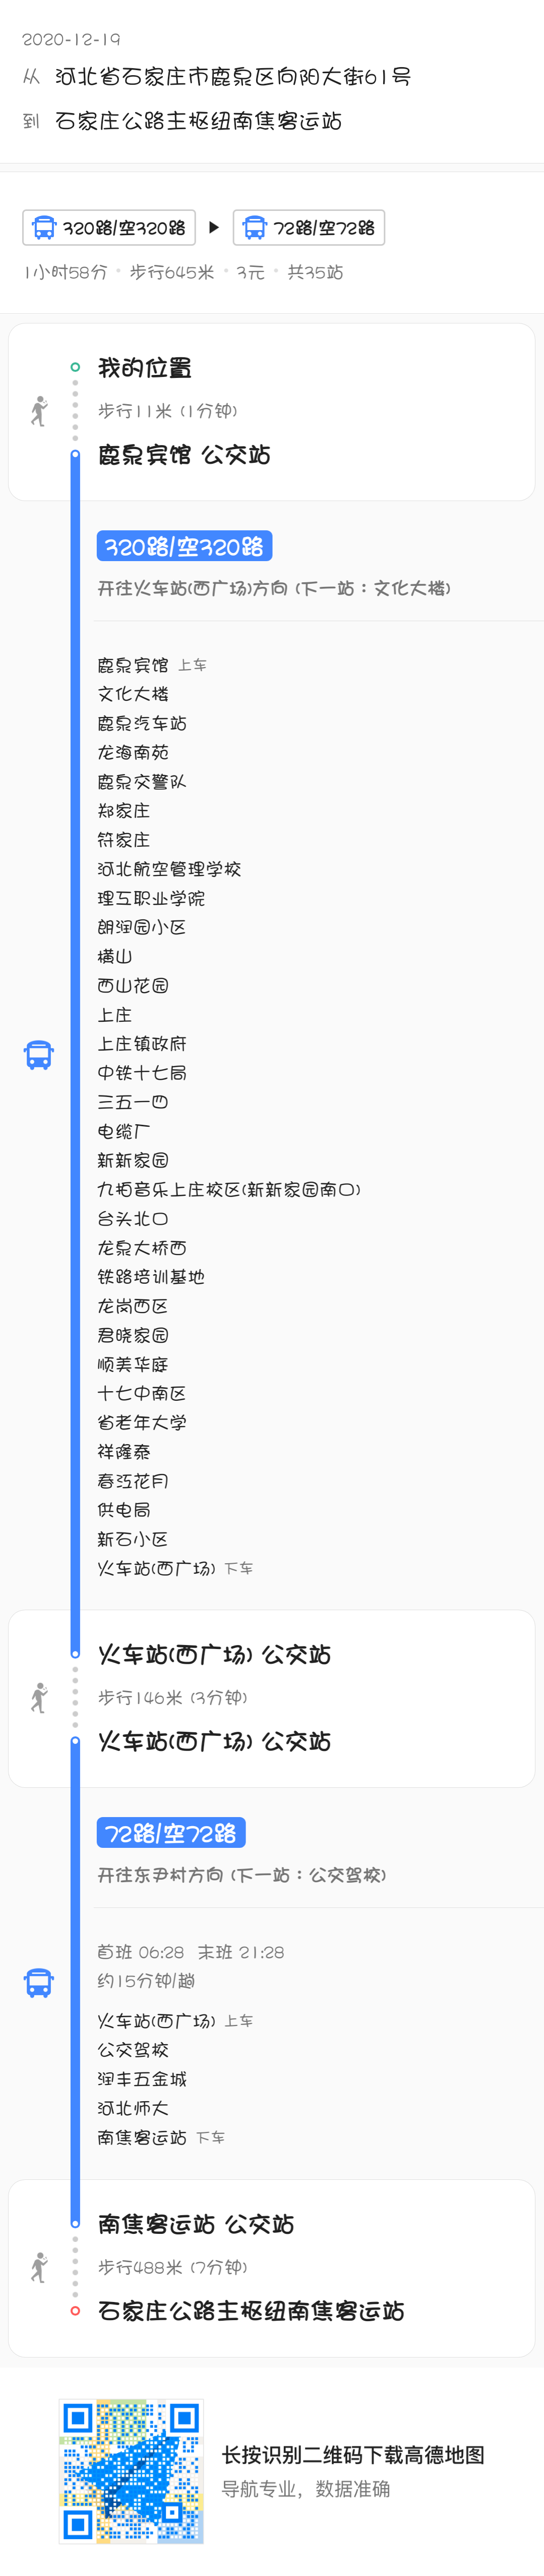 2020-12-19
从 河北省石家庄市鹿泉区向阳大街61号
到 石家庄公路主枢纽南焦客运站
320路/空320路 ▶ 72路/空72路
1小时58分 · 步行645米 · 3元 · 共35站
我的位置
步行11米 (1分钟)
鹿泉宾馆 公交站
320路/空320路
开往火车站(西广场)方向 (下一站：文化大楼)
鹿泉宾馆 上车
文化大楼
鹿泉汽车站
龙海南苑
鹿泉交警队
郑家庄
符家庄
河北航空管理学校
理工职业学院
朗润园小区
横山
西山花园
上庄
上庄镇政府
中铁十七局
三五一四
电缆厂
新新家园
九拍音乐上庄校区(新新家园南口)
台头北口
龙泉大桥西
铁路培训基地
龙岗西区
君晓家园
顺美华庭
十七中南区
省老年大学
祥隆泰
春江花月
供电局
新石小区
火车站(西广场) 下车
火车站(西广场) 公交站
步行146米 (3分钟)
火车站(西广场) 公交站
72路/空72路
开往东尹村方向 (下一站：公交驾校)
首班 06:28 末班 21:28
约15分钟/趟
火车站(西广场) 上车
公交驾校
润丰五金城
河北师大
南焦客运站 下车
南焦客运站 公交站
步行488米 (7分钟)
石家庄公路主枢纽南焦客运站
长按识别二维码下载高德地图
导航专业，数据准确